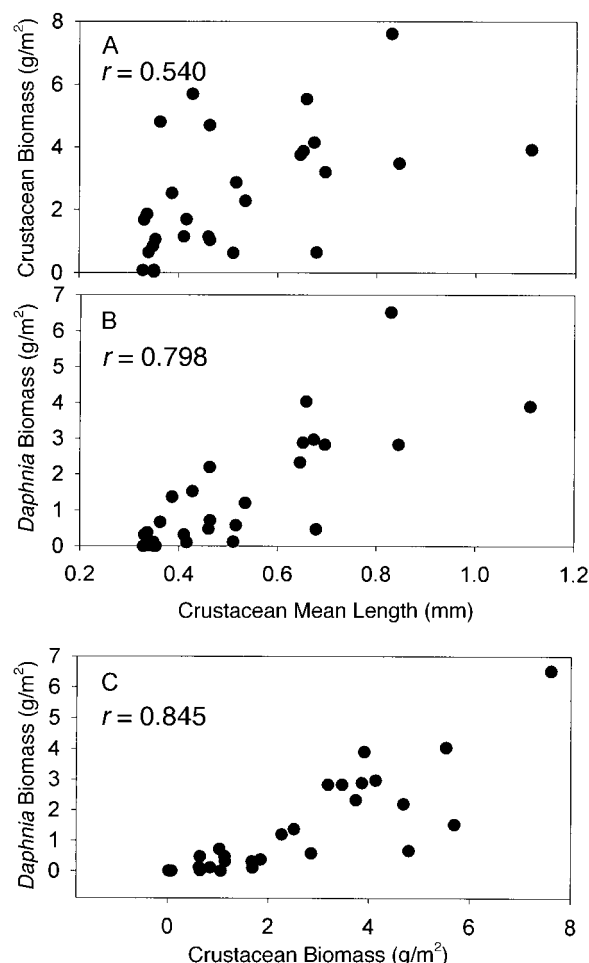 A
r = 0.540
Crustacean Biomass (g/m²)
8
6
4
2
0
B
r = 0.798
Daphnia Biomass (g/m²)
7
6
5
4
3
2
1
0
0.2 0.4 0.6 0.8 1.0 1.2
Crustacean Mean Length (mm)
C
r = 0.845
Daphnia Biomass (g/m²)
7
6
5
4
3
2
1
0
0 2 4 6 8
Crustacean Biomass (g/m²)